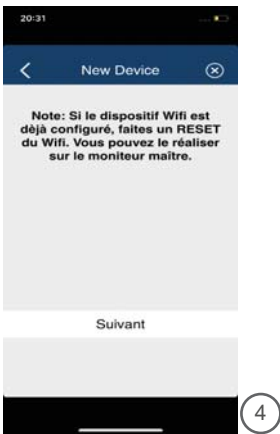 20:31
New Device
Note: Si le dispositif Wifi est
dèjà configuré, faites un RESET
du Wifi. Vous pouvez le réaliser
sur le moniteur maître.
Suivant
4